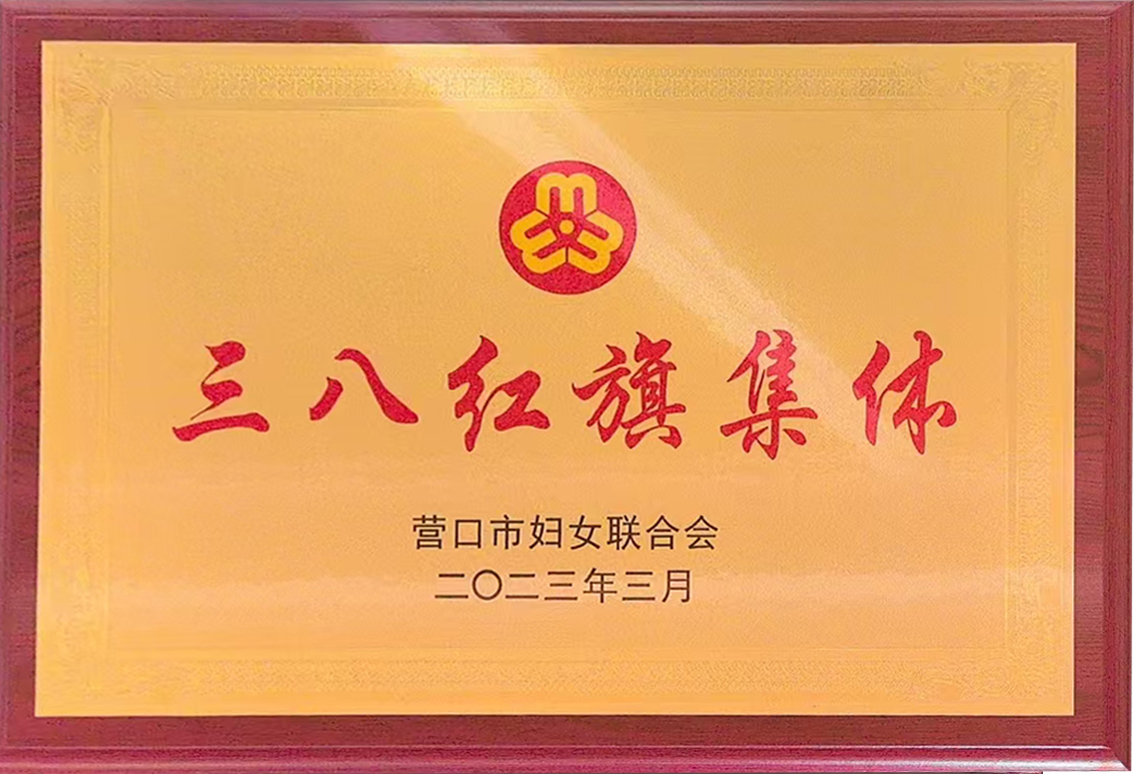 三八红旗集体
营口市妇女联合会
二〇二三年三月